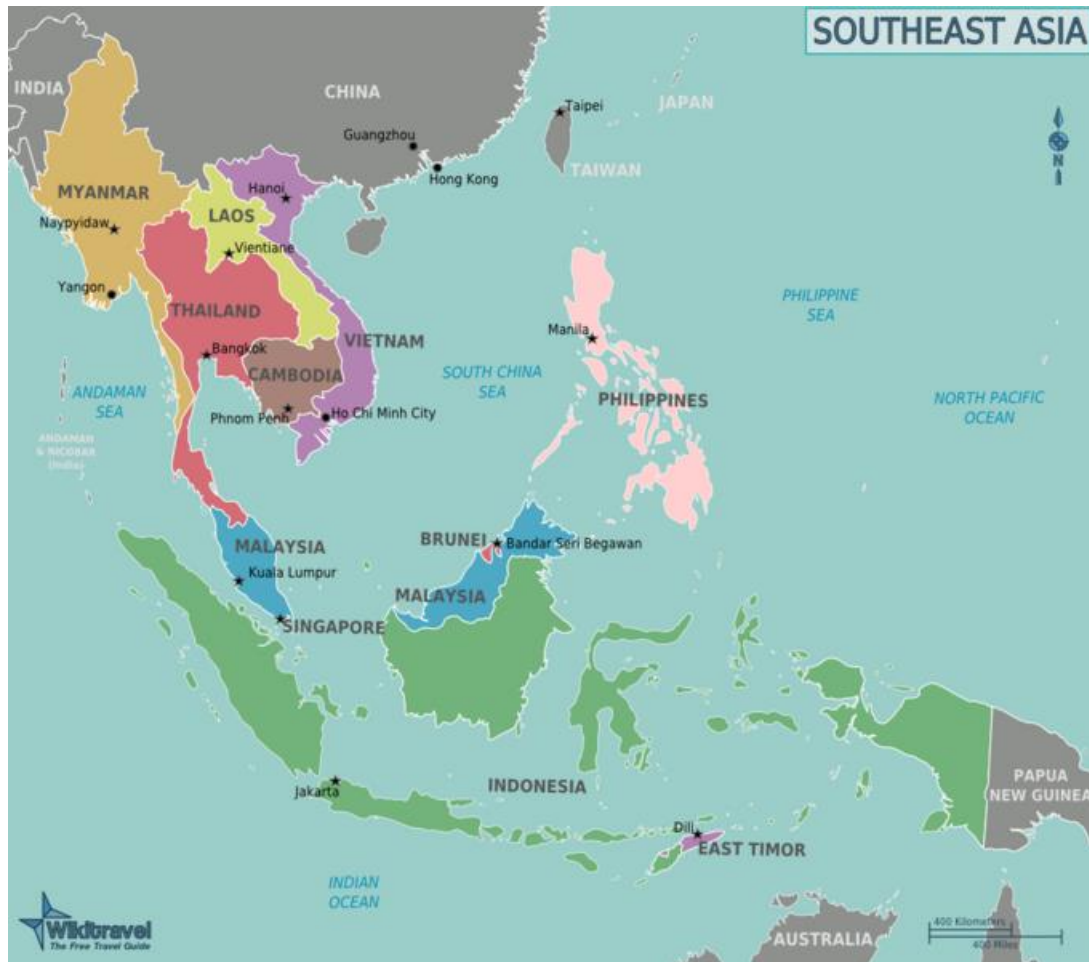 SOUTHEAST ASIA
INDIA
CHINA
JAPAN
Taipei
Guangzhou
TAIWAN
Hong Kong
N
MYANMAR
Hanoi
LAOS
Naypyidaw
Vientiane
Yangon
THAILAND
PHILIPPINE
SEA
Manila
VIETNAM
Bangkok
CAMBODIA
SOUTH CHINA
SEA
ANDAMAN
SEA
PHILIPPINES
NORTH PACIFIC
OCEAN
Phnom Penh
Ho Chi Minh City
ANDAMAN
& NICOBAR
(India)
BRUNEI
Bandar Seri Begawan
MALAYSIA
Kuala Lumpur
MALAYSIA
SINGAPORE
INDONESIA
Jakarta
PAPUA
NEW GUINEA
Dili
EAST TIMOR
INDIAN
OCEAN
Wikitravel
The Free Travel Guide
AUSTRALIA
400 Kilometers
400 Miles